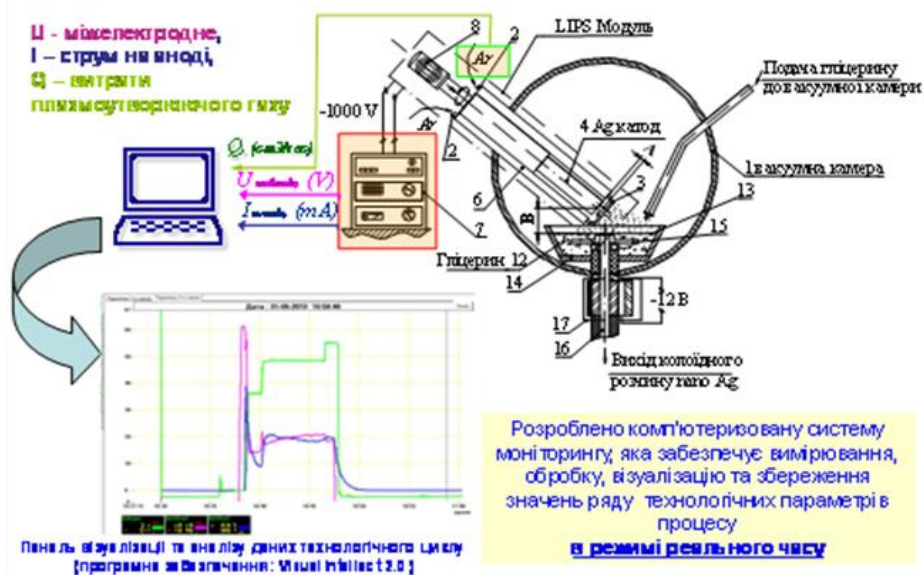 U - міжелектродне,
I – струм на аноді,
Q – витрати
плазмоутворюючого газу
-1000 V
Ar
Ar
LIPS Модуль
Подача гліцерину
до вакуумної камери
4 Ag катод
1 вакуумна камера
Q,
U (V)
I (mA)
8
2
2
A
3
6
B
7
13
15
Гліцерин 12
14
17
16
-12 В
Вихід колоїдного
розчину nano Ag
Дата :
Розроблено комп'ютеризовану систему
моніторингу, яка забезпечує вимірювання,
обробку, візуалізацію та збереження
значень ряду технологічних параметрів
процесу
в режимі реального часу
Панель візуалізації та аналізу даних технологічного циклу
(програмне забезпечення: Visual Intellect 2.0)